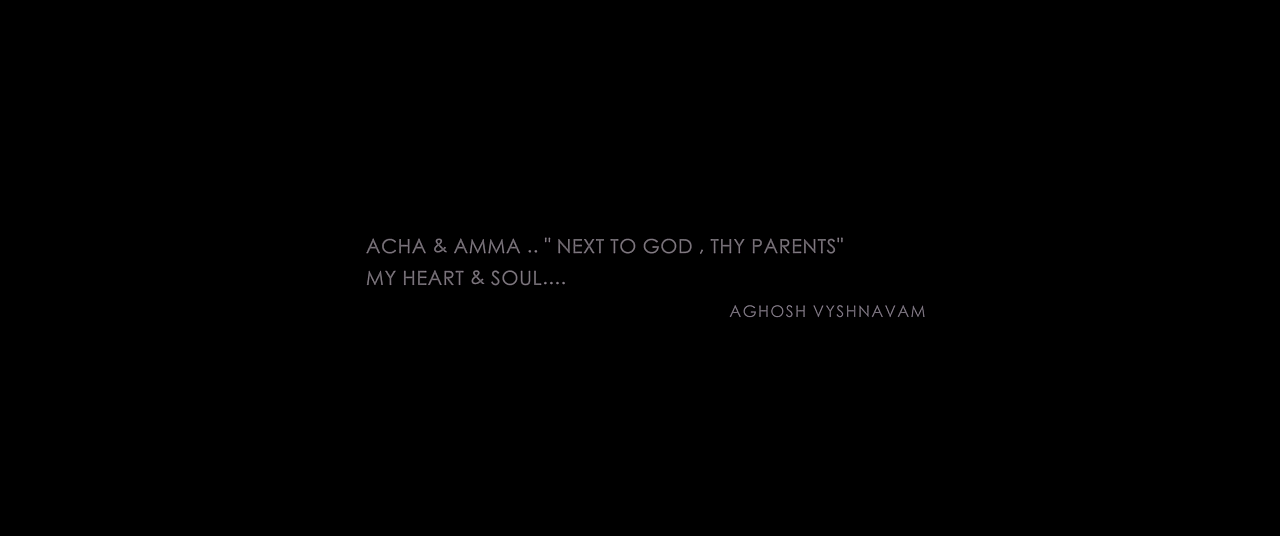 ACHA & AMMA .. " NEXT TO GOD , THY PARENTS"
MY HEART & SOUL....
AGHOSH VYSHNAVAM